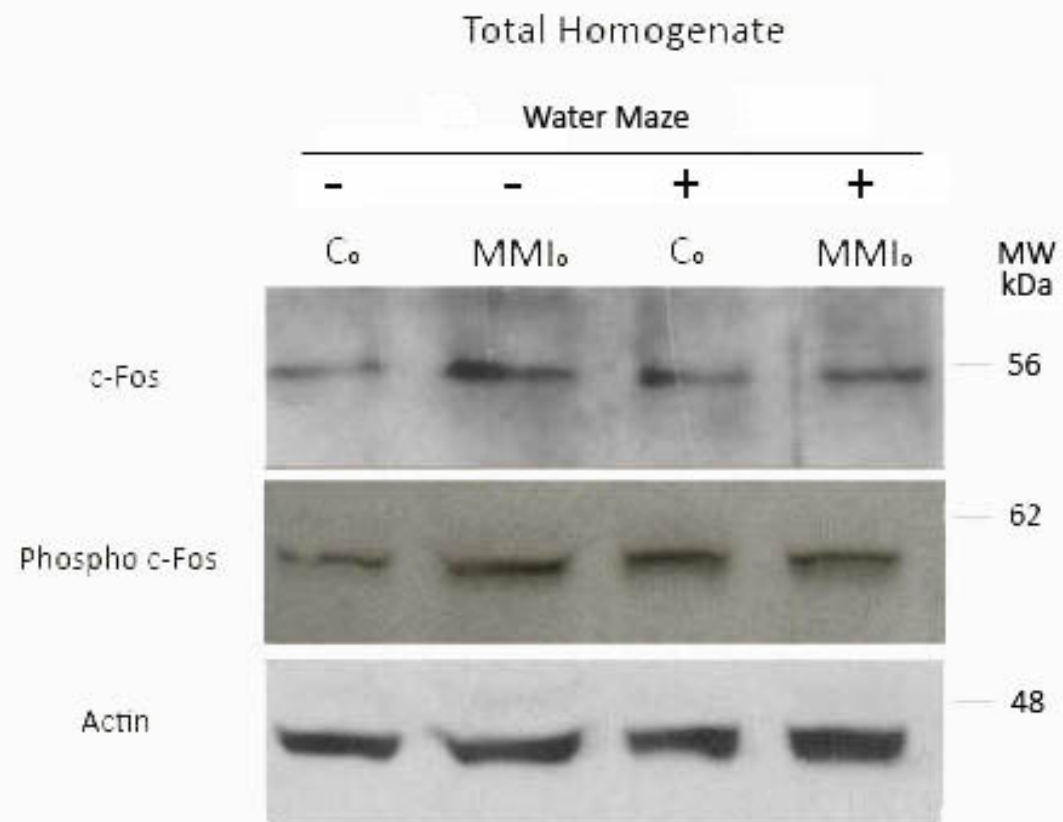 Total Homogenate
Water Maze
- - + +
C₀ MMI₀ C₀ MMI₀ MW
kDa
c-Fos 56
62
Phospho c-Fos
48
Actin